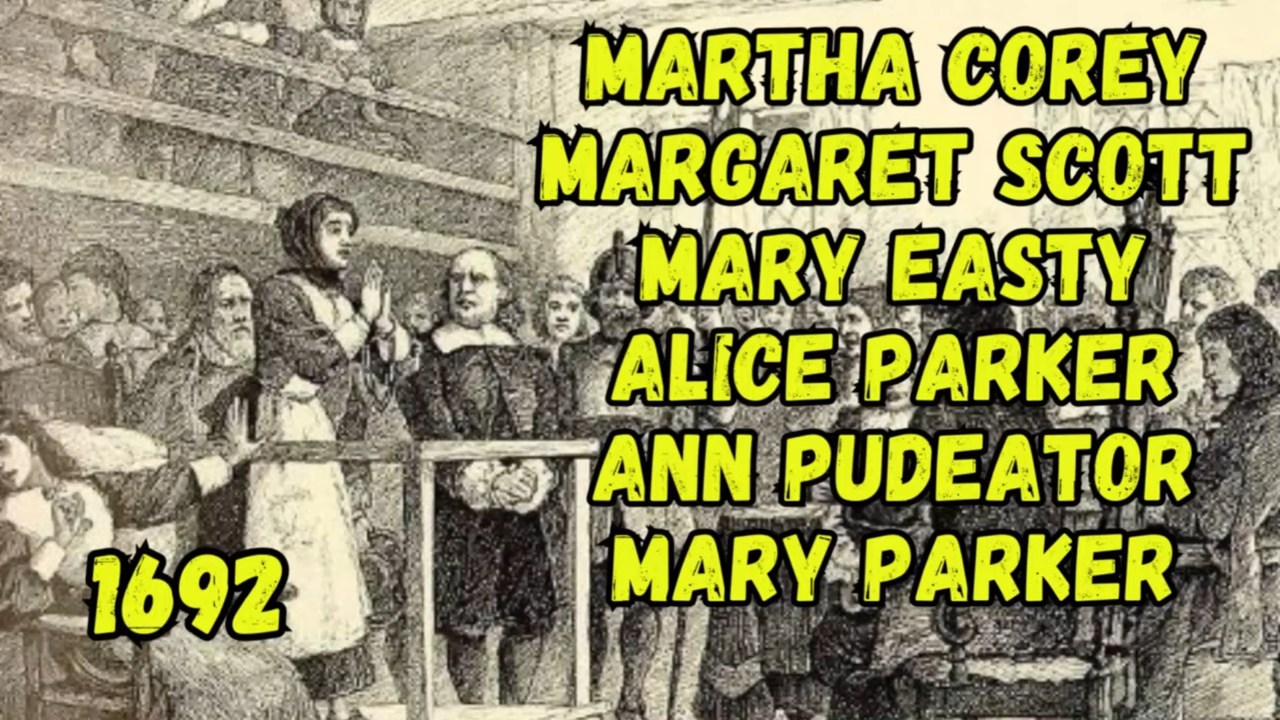 MARTHA COREY
MARGARET SCOTT
MARY EASTY
ALICE PARKER
ANN PUDEATOR
MARY PARKER
1692